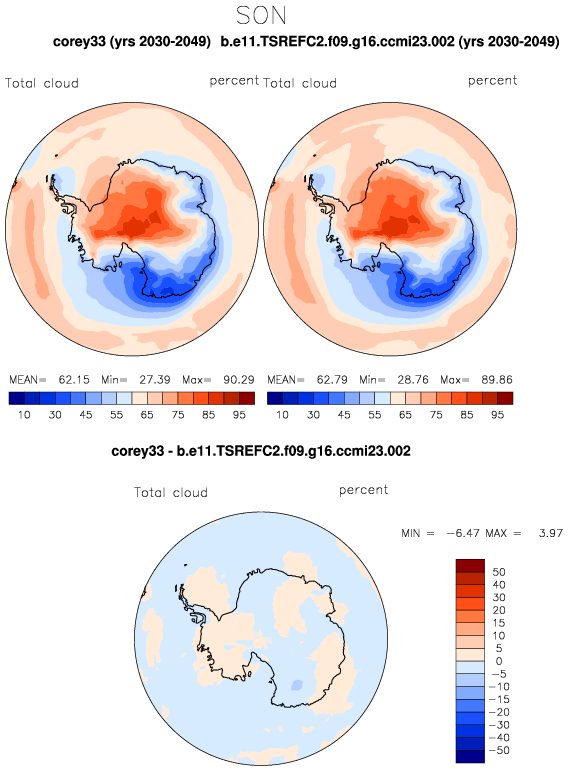 SON
corey33 (yrs 2030-2049) b.e11.TSREFC2.f09.g16.ccmi23.002 (yrs 2030-2049)
Total cloud percent Total cloud percent
MEAN= 62.15 Min= 27.39 Max= 90.29 MEAN= 62.79 Min= 28.76 Max= 89.86
10 30 45 55 65 75 85 95 10 30 45 55 65 75 85 95
corey33 - b.e11.TSREFC2.f09.g16.ccmi23.002
Total cloud percent
MIN = -6.47 MAX = 3.97
50
40
30
20
15
10
5
0
-5
-10
-15
-20
-30
-40
-50